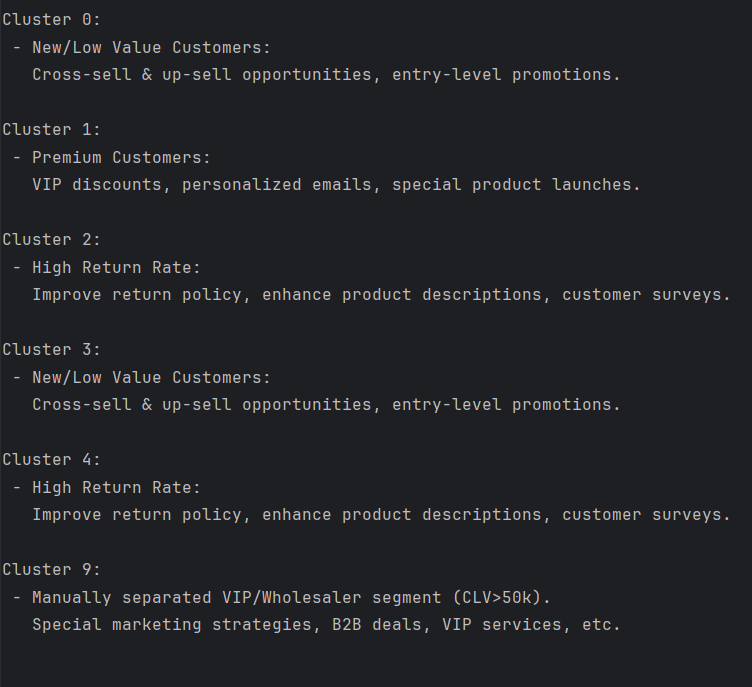 Cluster 0:
- New/Low Value Customers:
Cross-sell & up-sell opportunities, entry-level promotions.
Cluster 1:
- Premium Customers:
VIP discounts, personalized emails, special product launches.
Cluster 2:
- High Return Rate:
Improve return policy, enhance product descriptions, customer surveys.
Cluster 3:
- New/Low Value Customers:
Cross-sell & up-sell opportunities, entry-level promotions.
Cluster 4:
- High Return Rate:
Improve return policy, enhance product descriptions, customer surveys.
Cluster 9:
- Manually separated VIP/Wholesaler segment (CLV>50k).
Special marketing strategies, B2B deals, VIP services, etc.